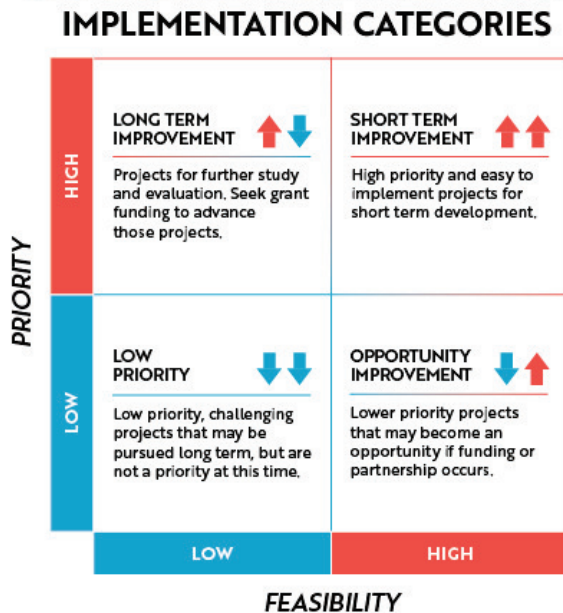 IMPLEMENTATION CATEGORIES
PRIORITY
HIGH
LONG TERM
IMPROVEMENT
Projects for further study
and evaluation. Seek grant
funding to advance
those projects.
SHORT TERM
IMPROVEMENT
High priority and easy to
implement projects for
short term development.
LOW
LOW
PRIORITY
Low priority, challenging
projects that may be
pursued long term, but are
not a priority at this time.
OPPORTUNITY
IMPROVEMENT
Lower priority projects
that may become an
opportunity if funding or
partnership occurs.
LOW
HIGH
FEASIBILITY